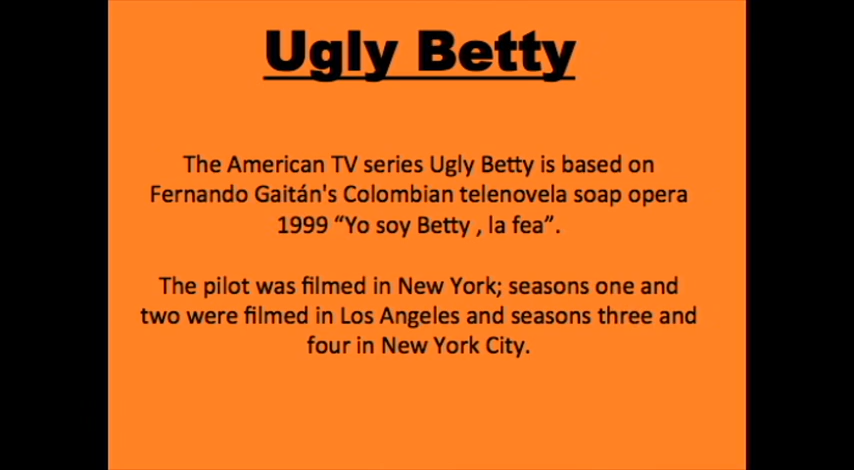 Ugly Betty
The American TV series Ugly Betty is based on
Fernando Gaitán's Colombian telenovela soap opera
1999 “Yo soy Betty , la fea”.
The pilot was filmed in New York; seasons one and
two were filmed in Los Angeles and seasons three and
four in New York City.